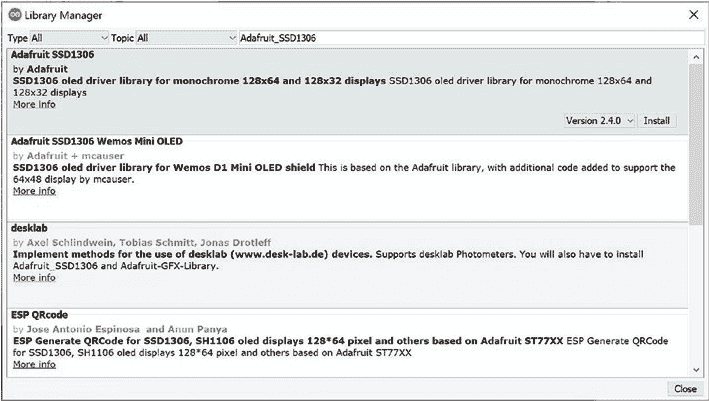 Library Manager
Type All Topic All Adafruit_SSD1306
Adafruit SSD1306
by Adafruit
SSD1306 oled driver library for monochrome 128x64 and 128x32 displays SSD1306 oled driver library for monochrome 128x64 and
128x32 displays
More info
Version 2.4.0 Install
Adafruit SSD1306 Wemos Mini OLED
by Adafruit + mcauser
SSD1306 oled driver library for Wemos D1 Mini OLED shield This is based on the Adafruit library, with additional code added to support the
64x48 display by mcauser.
More info
desklab
by Axel Schlindwein, Tobias Schmitt, Jonas Drotleff
Implement methods for the use of desklab (www.desk-lab.de) devices. Supports desklab Photometers. You will also have to install
Adafruit_SSD1306 and Adafruit-GFX-Library.
More info
ESP QRcode
by Jose Antonio Espinosa and Anun Panya
ESP Generate QRCode for SSD1306, SH1106 oled displays 128*64 pixel and others based on Adafruit ST77XX ESP Generate QRCode
for SSD1306, SH1106 oled displays 128*64 pixel and others based on Adafruit ST77XX
More info
Close